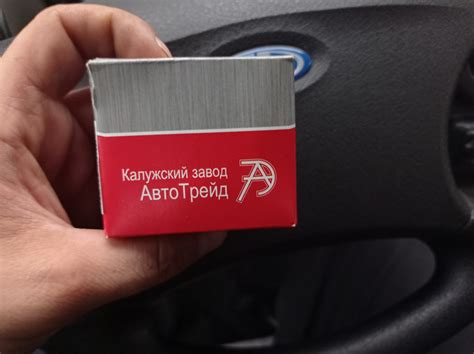 Калужский завод
АвтоТрейд